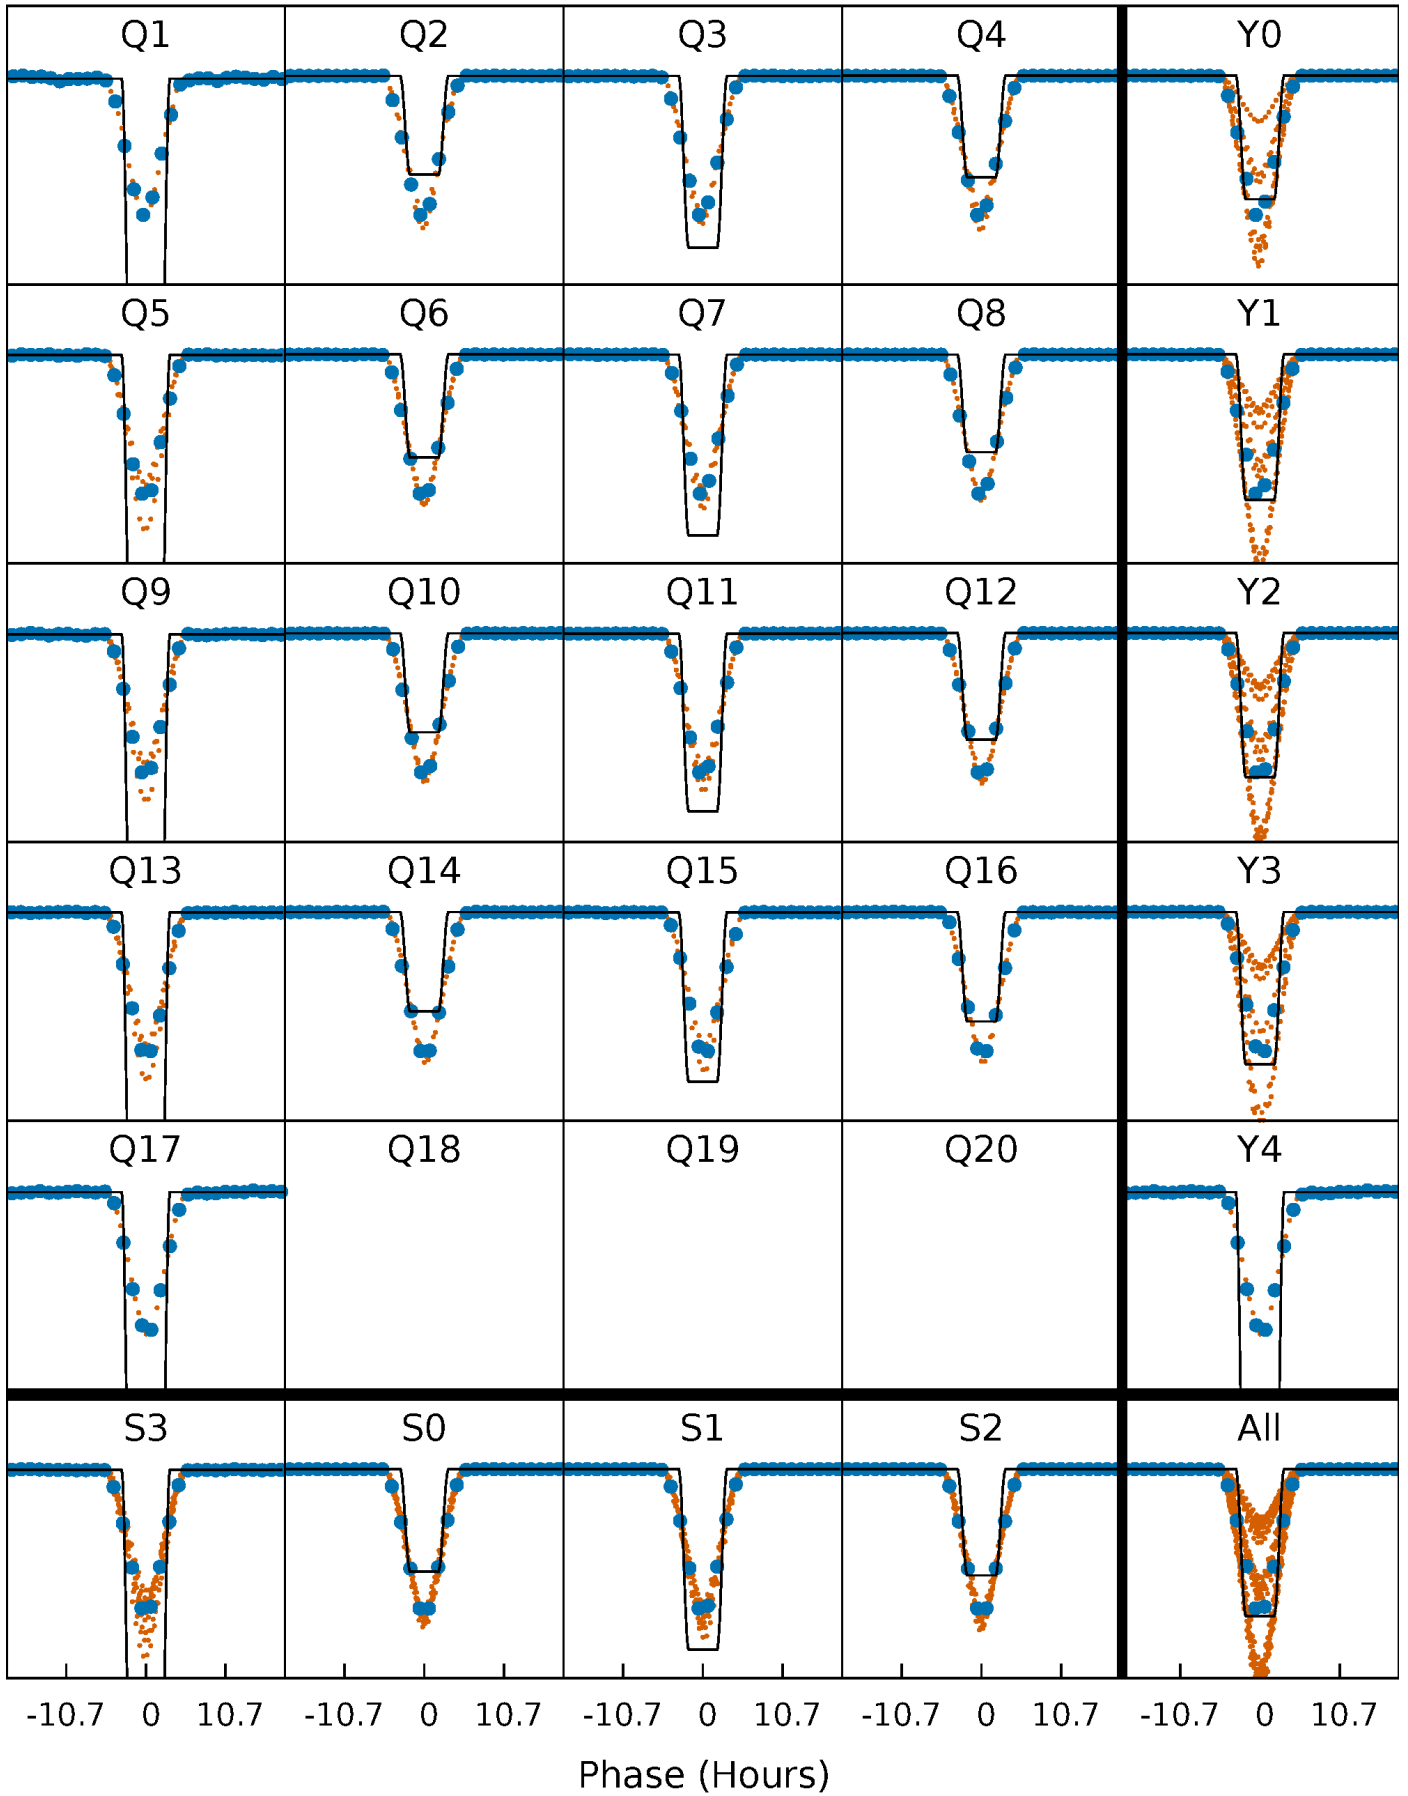 Q1 Q2 Q3 Q4 Y0
Q5 Q6 Q7 Q8 Y1
Q9 Q10 Q11 Q12 Y2
Q13 Q14 Q15 Q16 Y3
Q17 Q18 Q19 Q20 Y4
S3 S0 S1 S2 All
-10.7 0 10.7 -10.7 0 10.7 -10.7 0 10.7 -10.7 0 10.7 -10.7 0 10.7
Phase (Hours)